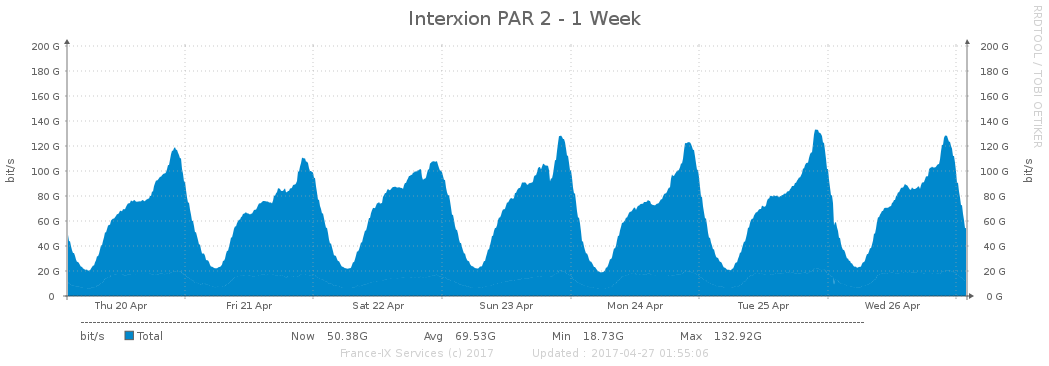 Interxion PAR 2 - 1 Week
RRDTOOL / TOBI OETIKER
bit/s
200 G
180 G
160 G
140 G
120 G
100 G
80 G
60 G
40 G
20 G
0
200 G
180 G
160 G
140 G
120 G
100 G
80 G
60 G
40 G
20 G
0 G
bit/s
Thu 20 Apr Fri 21 Apr Sat 22 Apr Sun 23 Apr Mon 24 Apr Tue 25 Apr Wed 26 Apr
bit/s Total Now 50.38G Avg 69.53G Min 18.73G Max 132.92G
France-IX Services (c) 2017 Updated : 2017-04-27 01:55:06